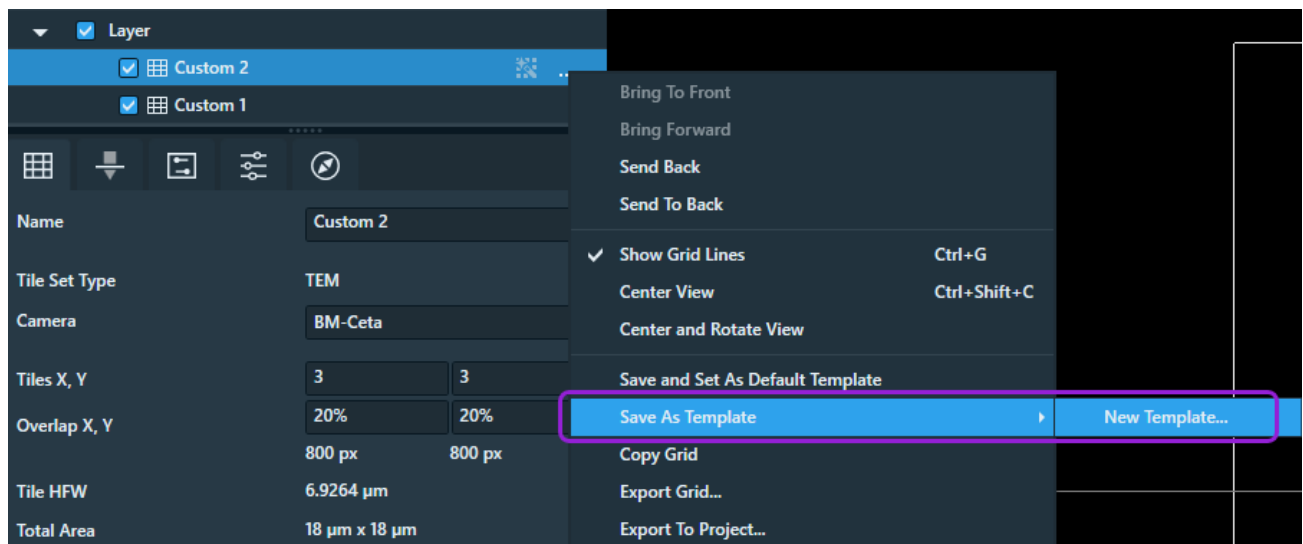 Layer
Custom 2 ...
Custom 1
Name Custom 2
Tile Set Type TEM
Camera BM-Ceta
Tiles X, Y 3 3
Overlap X, Y 20% 20%
800 px 800 px
Tile HFW 6.9264 µm
Total Area 18 µm x 18 µm
Bring To Front
Bring Forward
Send Back
Send To Back
Show Grid Lines Ctrl+G
Center View Ctrl+Shift+C
Center and Rotate View
Save and Set As Default Template
Save As Template New Template...
Copy Grid
Export Grid...
Export To Project...